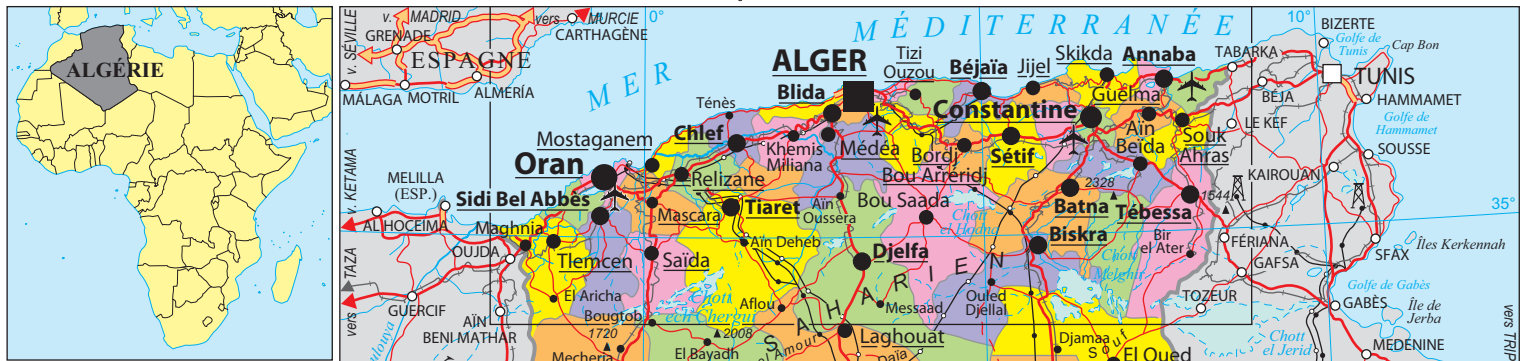 ALGÉRIE
v. SÉVILLE
v. MADRID
GRENADE
ESPAGNE
MÁLAGA
MOTRIL
ALMERÍA
vers
MURCIE
CARTHAGÈNE
0°
10°
35°
MER
MÉDITERRANÉE
BIZERTE
Golfe de
Tunis
Cap Bon
TABARKA
TUNIS
BÉJA
HAMMAMET
Golfe de
Hammamet
LE KEF
SOUSSE
KAIROUAN
ALGER
Tizi
Ouzou
Béjaïa
Jijel
Skikda
Annaba
Blida
Constantine
Guelma
Ténès
Mostaganem
Chlef
Khemis
Miliana
Médéa
Bordj
Bou Arréridj
Sétif
Aïn
Beïda
Souk
Ahras
Oran
Relizane
v. KETAMA
MELILLA
(ESP.)
Sidi Bel Abbès
Mascara
Tiaret
Aïn
Oussera
Bou Saada
Chott
el Hodna
Batna
2328
Tébessa
1544
AL HOCEIMA
Maghnia
OUJDA
Tlemcen
Saïda
Aïn Deheb
Djelfa
Biskra
Bir
el Ater
FÉRIANA
GAFSA
SFAX
Îles Kerkennah
vers TAZA
GUERCIF
AÏN
BENI MATHAR
El Aricha
Bougtob
1720
Mecheria
Chott
ech Chergui
2008
El Bayadh
Aflou
SAHARIEN
Messaad
Laghouat
Ouled
Djellal
Chott
Melghir
Djamaa
Souf
El Oued
TOZEUR
Golfe de Gabès
GABÈS
Île de
Jerba
Chott
el Jerid
MEDENINE
vers TRIP
Daïa